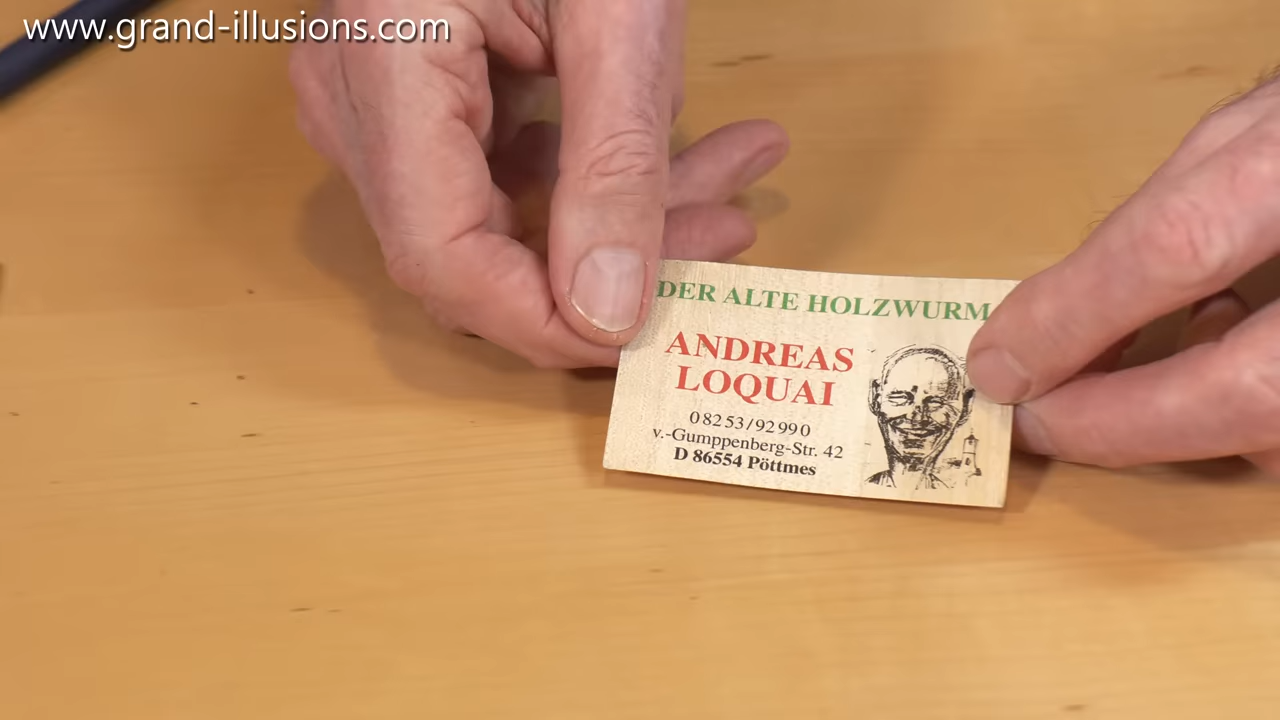 www.grand-illusions.com
DER ALTE HOLZWURM
ANDREAS
LOQUAI
08253/92990
v.-Gumppenberg-Str. 42
D 86554 Pöttmes